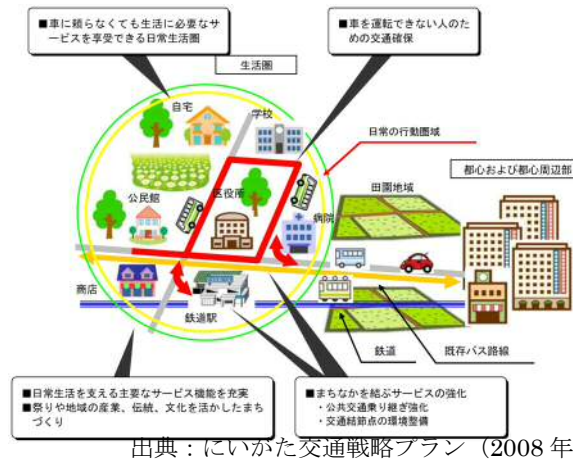 ■車に頼らなくても生活に必要なサ
ービスを享受できる日常生活圏
■車を運転できない人のた
めの交通確保
生活圏
自宅
学校
日常の行動圏域
都心および都心周辺部
公民館
区役所
病院
田園地域
商店
鉄道駅
鉄道
既存バス路線
■日常生活を支える主要なサービス機能を充実
■祭りや地域の産業、伝統、文化を活かしたまち
づくり
■まちなかを結ぶサービスの強化
・公共交通乗り継ぎ強化
・交通結節点の環境整備
出典：にいがた交通戦略プラン（2008 年